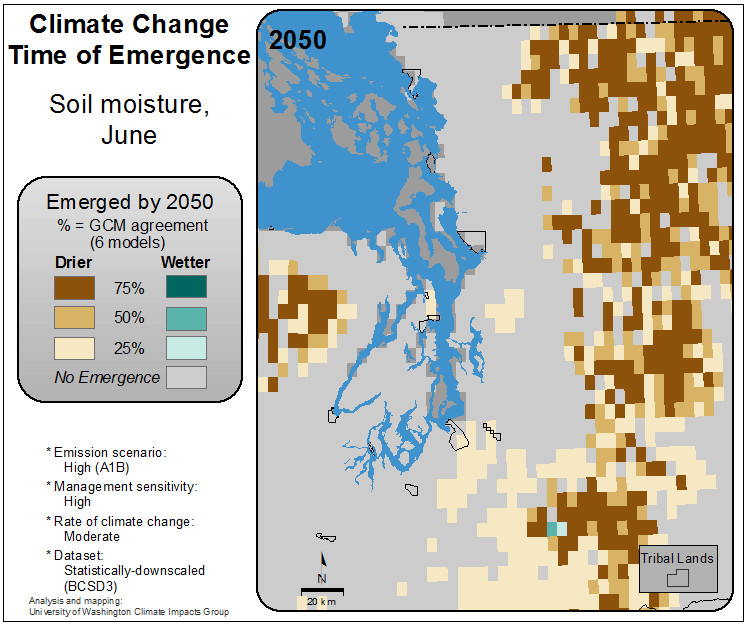 Climate Change
Time of Emergence
Soil moisture,
June
Emerged by 2050
% = GCM agreement
(6 models)
Drier Wetter
75%
50%
25%
No Emergence
* Emission scenario:
High (A1B)
* Management sensitivity:
High
* Rate of climate change:
Moderate
* Dataset:
Statistically-downscaled
(BCSD3)
Analysis and mapping:
University of Washington Climate Impacts Group
2050
N
20 km
Tribal Lands